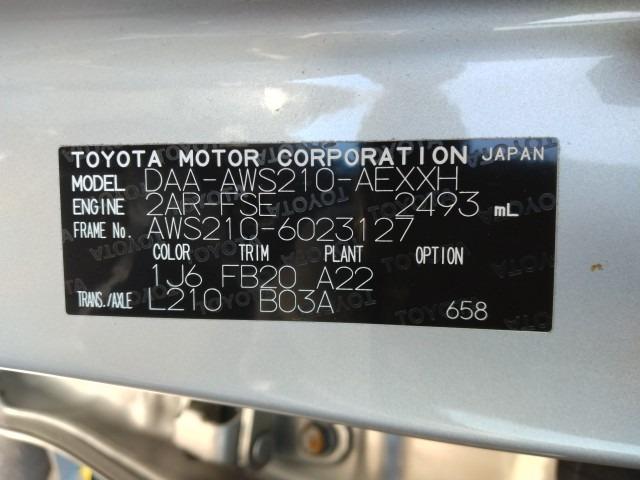 TOYOTA MOTOR CORPORATION JAPAN
MODEL DAA-AWS210-AEXXH
ENGINE 2AR-FSE 2493 mL
FRAME No. AWS210-6023127
COLOR TRIM PLANT OPTION
1J6 FB20 A22
TRANS./AXLE L210 B03A
658